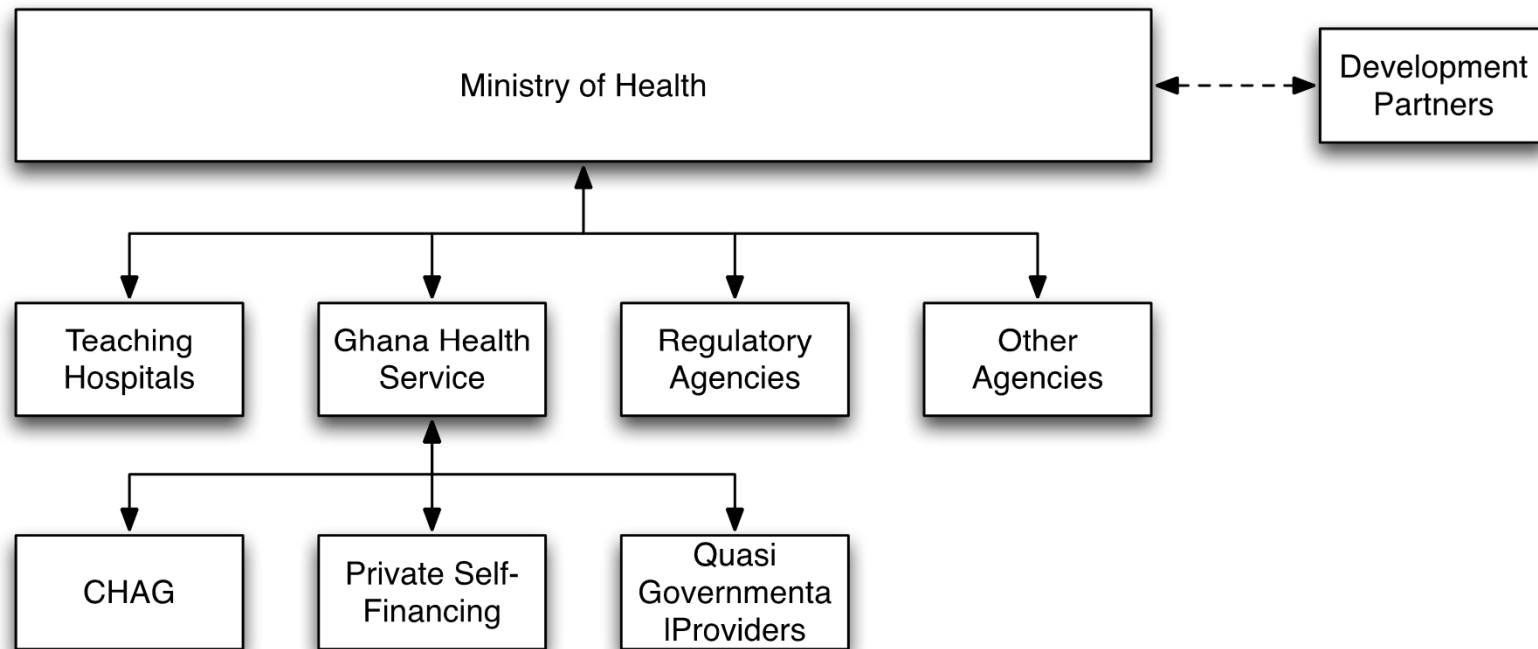 Ministry of Health
Development
Partners
Teaching
Hospitals
Ghana Health
Service
Regulatory
Agencies
Other
Agencies
CHAG
Private Self-
Financing
Quasi
Governmenta
lProviders